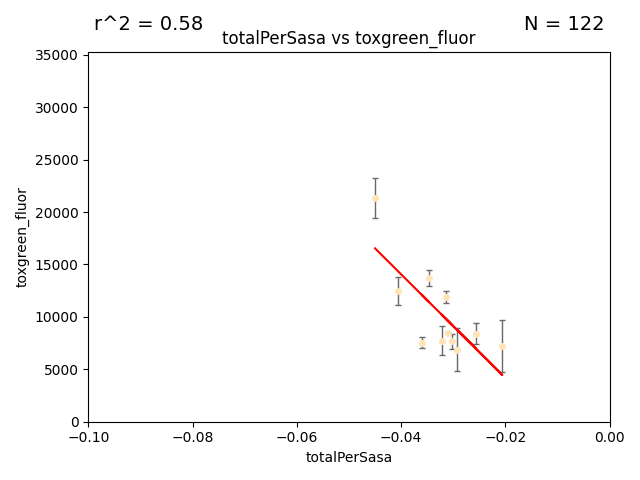 r^2 = 0.58
N = 122
totalPerSasa vs toxgreen_fluor
35000
30000
25000
20000
15000
10000
5000
0
toxgreen_fluor
−0.10
−0.08
−0.06
−0.04
−0.02
0.00
totalPerSasa